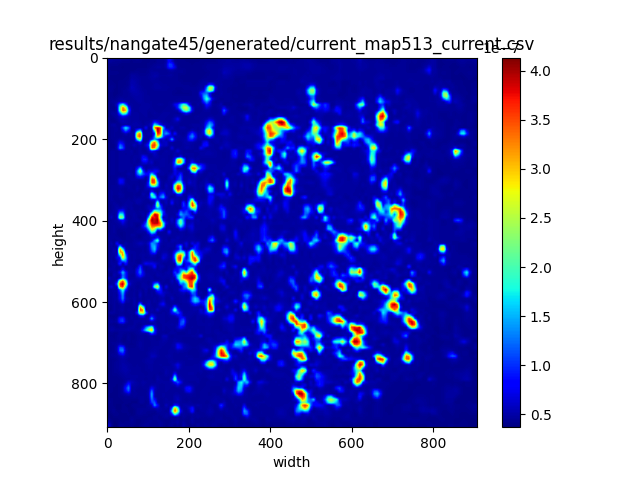 results/nangate45/generated/current_map513_current.csv
1e−7
0
200
400
600
800
height
0 200 400 600 800
width
4.0
3.5
3.0
2.5
2.0
1.5
1.0
0.5